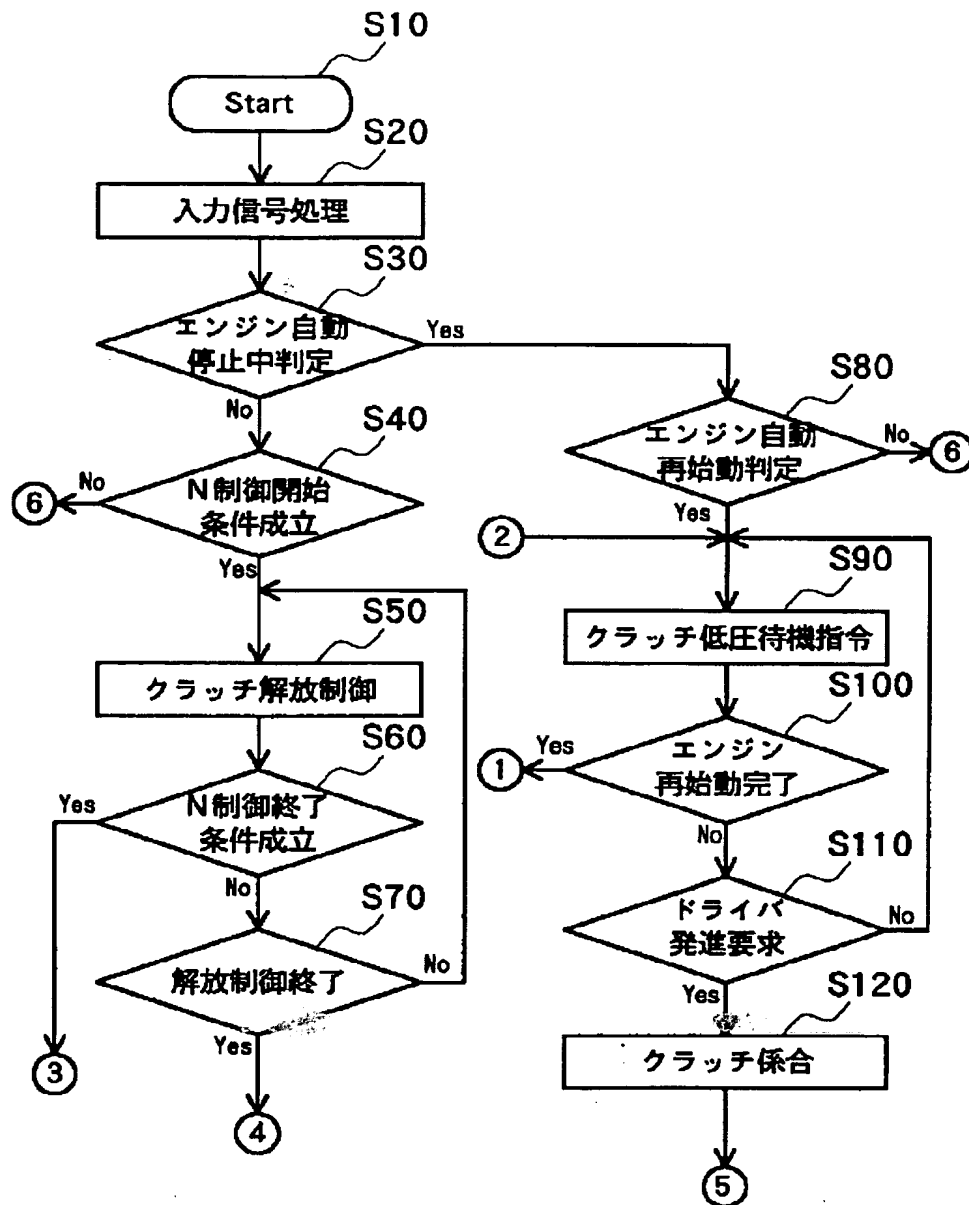 S10
Start
S20
入力信号処理
S30
エンジン自動
停止中判定
Yes
No
S40
N制御開始
条件成立
No
⑥
Yes
S50
クラッチ解放制御
S60
N制御終了
条件成立
Yes
No
S70
解放制御終了
No
Yes
③
④
S80
エンジン自動
再始動判定
No
⑥
Yes
②
S90
クラッチ低圧待機指令
S100
エンジン
再始動完了
Yes
①
No
S110
ドライバ
発進要求
No
Yes
S120
クラッチ係合
⑤